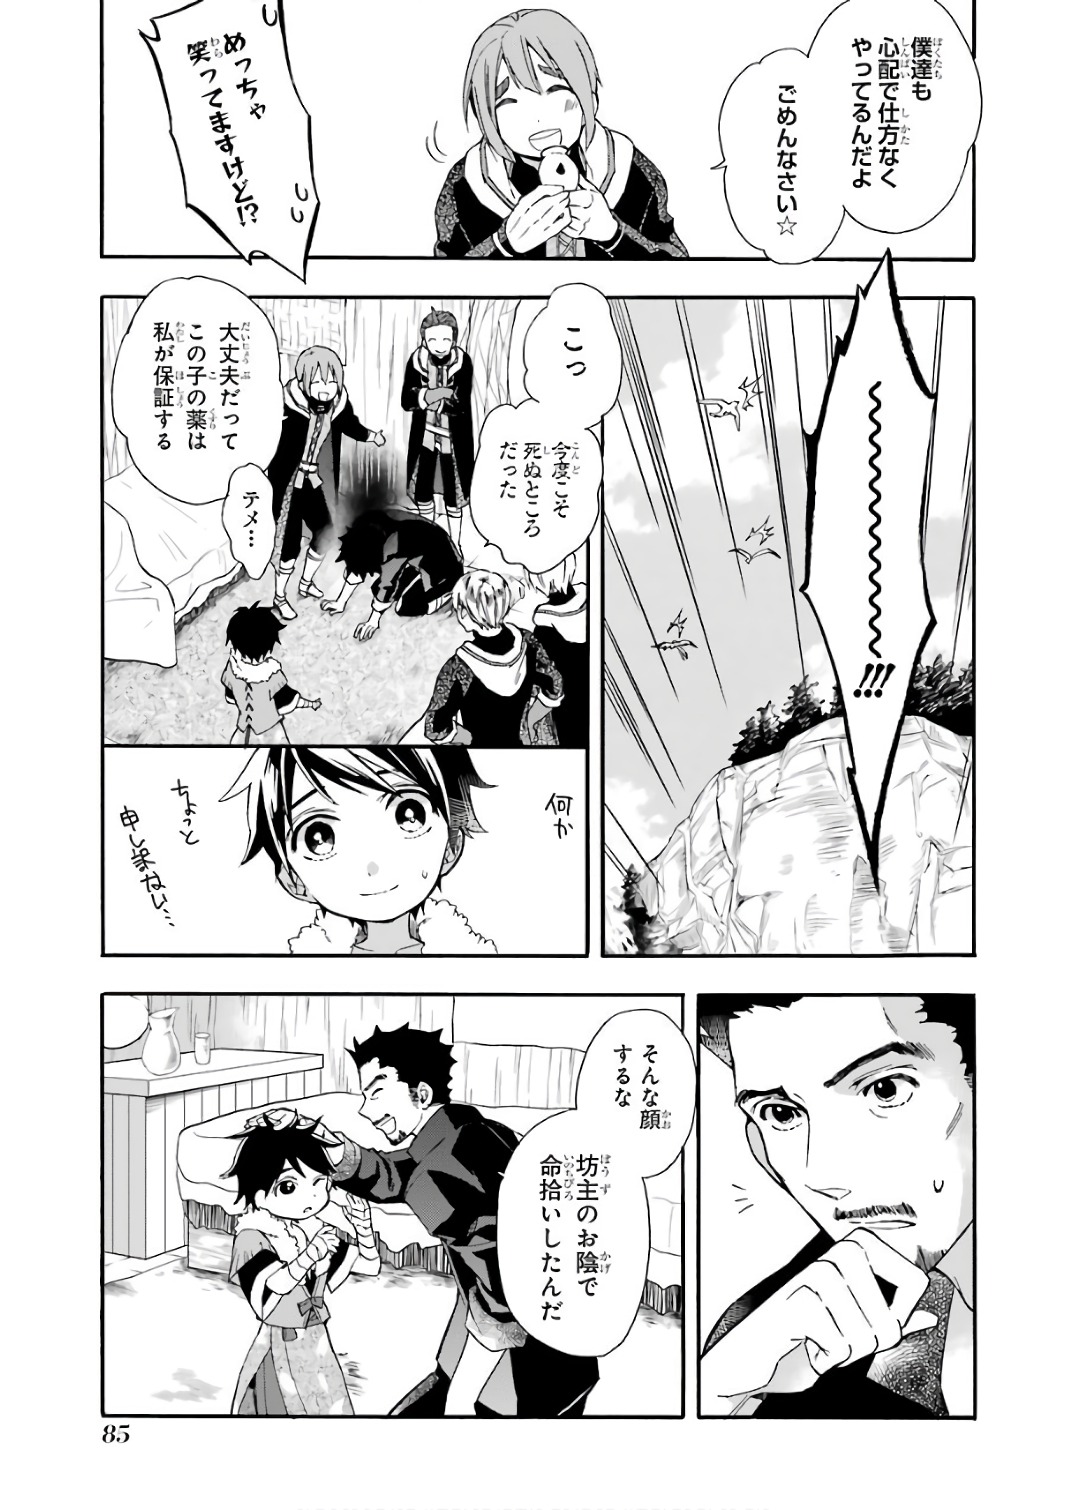 僕達も
心配で仕方なく
やってるんだよ
ごめんなさい☆
めっちゃ
笑ってますけど!?
〜〜〜〜〜〜〜〜!!!!
こっ
今度こそ
死ぬところ
だった
大丈夫だって
この子の薬は
私が保証する
テメ…
何か
ちょっと
申し訳ない…
そんな顔
するな
坊主のお陰で
命拾いしたんだ
85